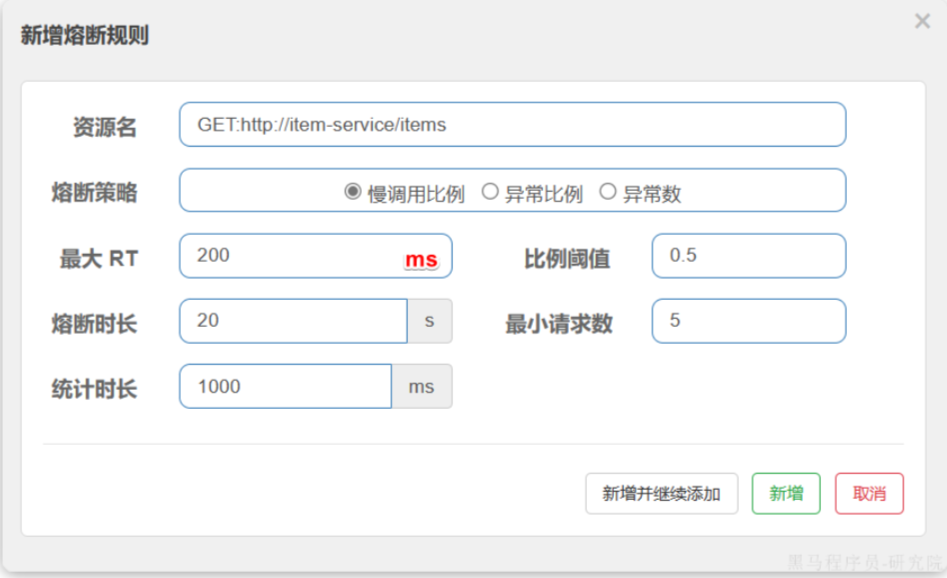 新增熔断规则
×
资源名 GET:http://item-service/items
熔断策略 慢调用比例 异常比例 异常数
最大 RT 200 ms 比例阈值 0.5
熔断时长 20 s 最小请求数 5
统计时长 1000 ms
新增并继续添加 新增 取消
黑马程序员-研究院